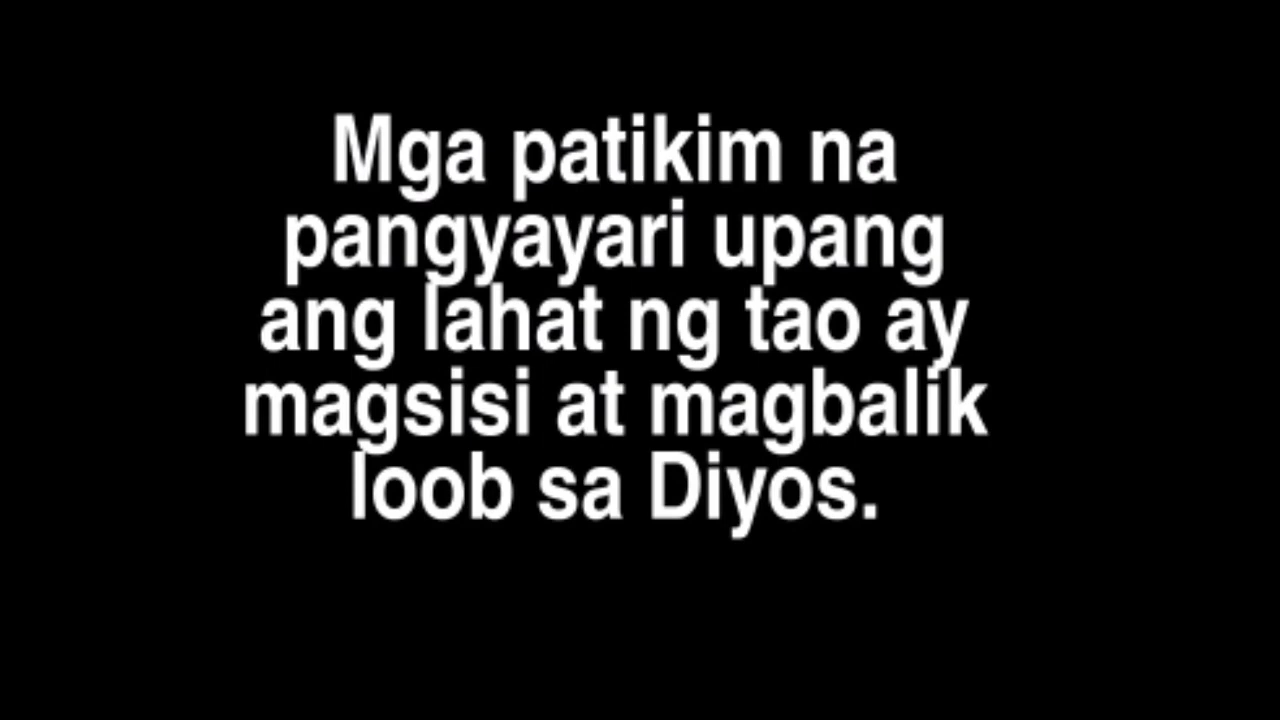 Mga patikim na
pangyayari upang
ang lahat ng tao ay
magsisi at magbalik
loob sa Diyos.